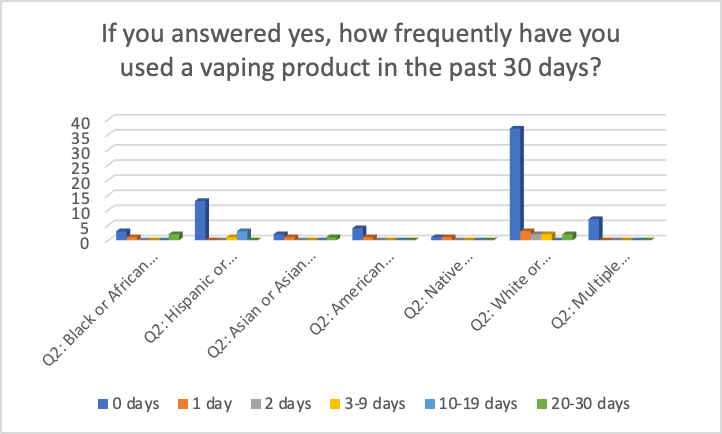 If you answered yes, how frequently have you
used a vaping product in the past 30 days?
40
35
30
25
20
15
10
5
0
Q2: Black or African...
Q2: Hispanic or...
Q2: Asian or Asian...
Q2: American...
Q2: Native...
Q2: White or...
Q2: Multiple...
0 days 1 day 2 days 3-9 days 10-19 days 20-30 days